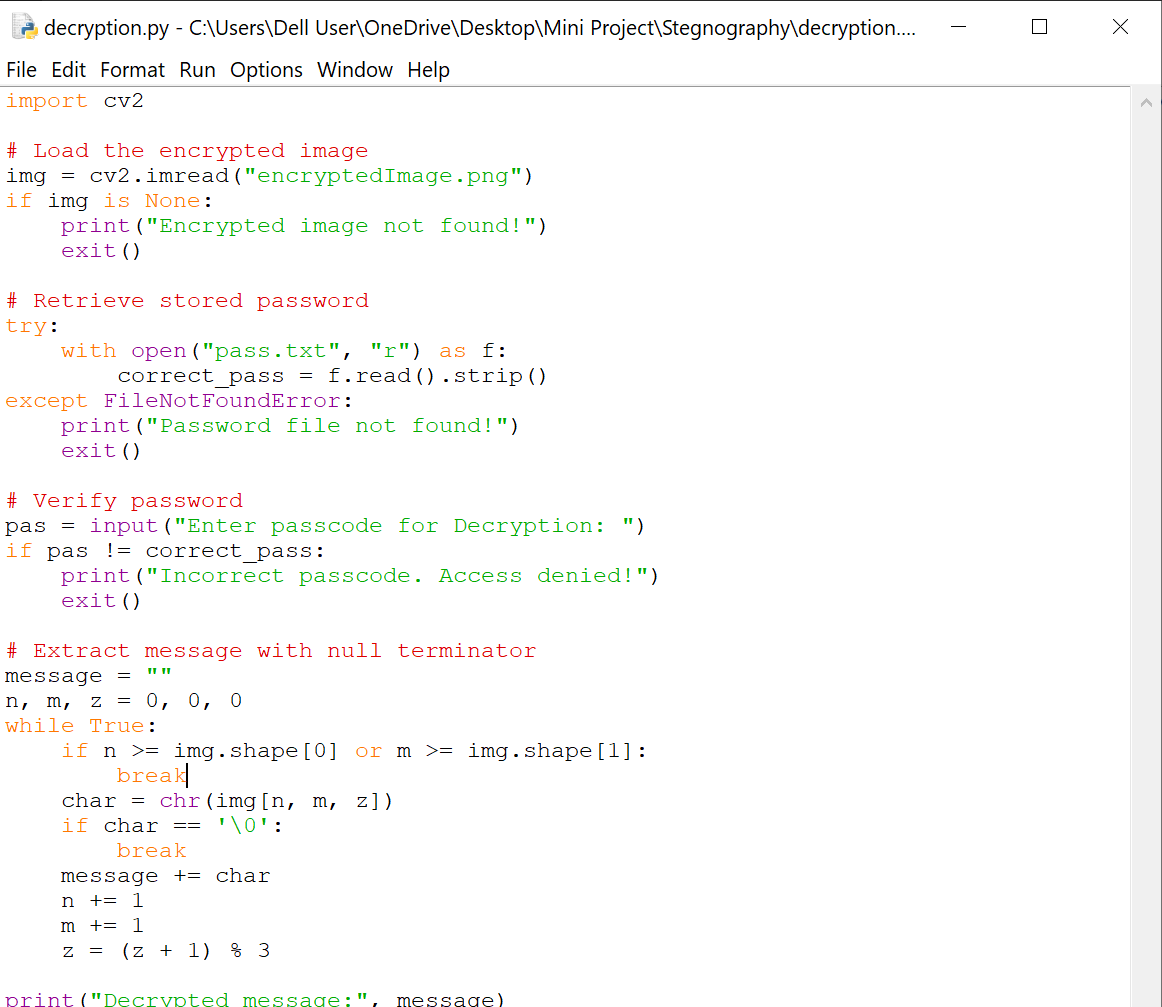 decryption.py - C:\Users\Dell User\OneDrive\Desktop\Mini Project\Stegnography\decryption....
File Edit Format Run Options Window Help
import cv2

# Load the encrypted image
img = cv2.imread("encryptedImage.png")
if img is None:
    print("Encrypted image not found!")
    exit()

# Retrieve stored password
try:
    with open("pass.txt", "r") as f:
        correct_pass = f.read().strip()
except FileNotFoundError:
    print("Password file not found!")
    exit()

# Verify password
pas = input("Enter passcode for Decryption: ")
if pas != correct_pass:
    print("Incorrect passcode. Access denied!")
    exit()

# Extract message with null terminator
message = ""
n, m, z = 0, 0, 0
while True:
    if n >= img.shape[0] or m >= img.shape[1]:
        break
    char = chr(img[n, m, z])
    if char == '\0':
        break
    message += char
    n += 1
    m += 1
    z = (z + 1) % 3

print("Decrypted message:", message)